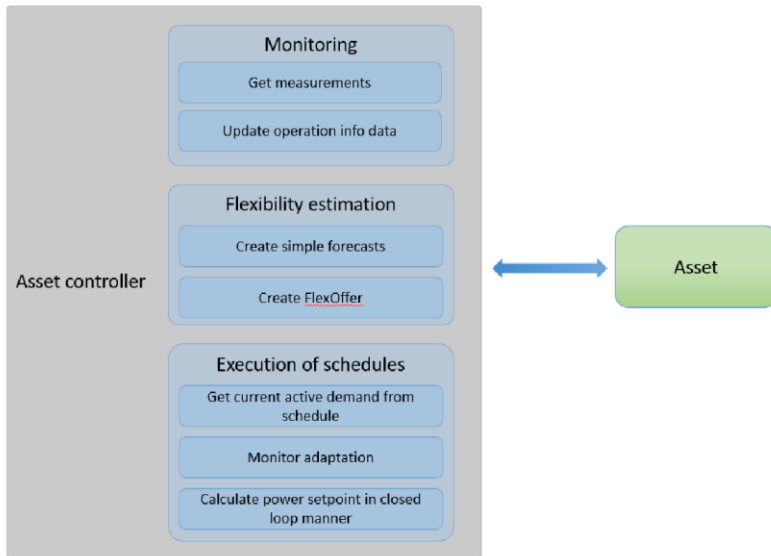 Monitoring
Get measurements
Update operation info data
Flexibility estimation
Create simple forecasts
Create FlexOffer
Asset controller
Asset
Execution of schedules
Get current active demand from
schedule
Monitor adaptation
Calculate power setpoint in closed
loop manner